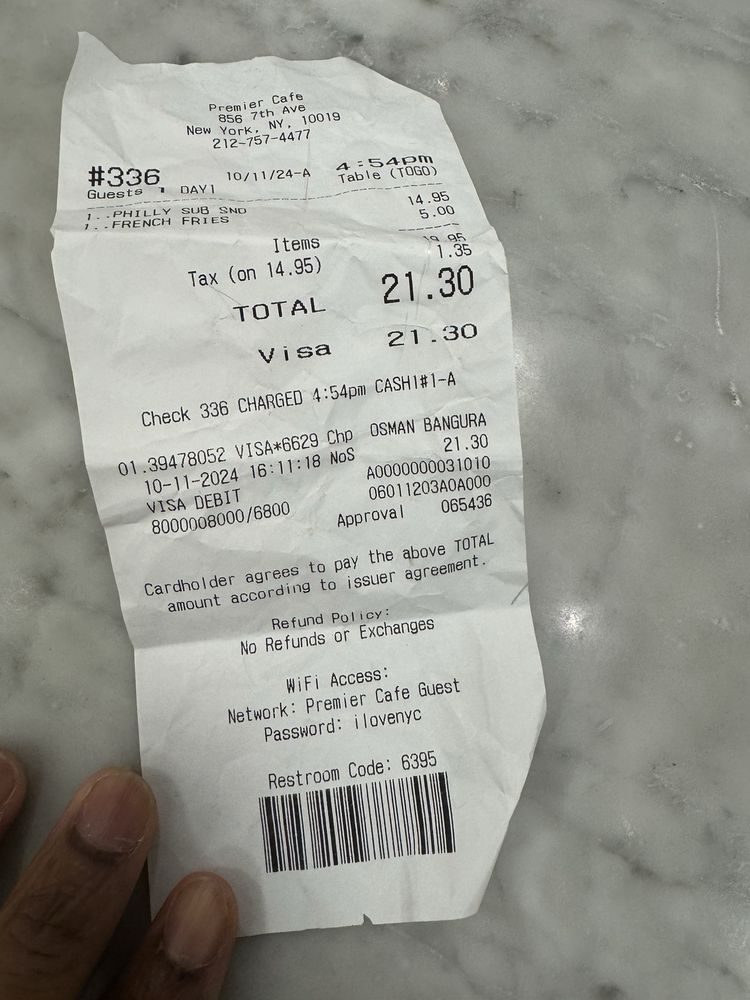 Premier Cafe
856 7th Ave
New York, NY, 10019
212-757-4477
#336 10/11/24-A 4:54pm
Guests 1 DAY1 Table (TOGO)
1..PHILLY SUB SND 14.95
1..FRENCH FRIES 5.00
Items 19.95
Tax (on 14.95) 1.35
TOTAL 21.30
Visa 21.30
Check 336 CHARGED 4:54pm CASH1#1-A
01.39478052 VISA*6629 Chp OSMAN BANGURA
10-11-2024 16:11:18 NoS 21.30
VISA DEBIT A0000000031010
8000008000/6800 06011203A0A000
Approval 065436
Cardholder agrees to pay the above TOTAL
amount according to issuer agreement.
Refund Policy:
No Refunds or Exchanges
WiFi Access:
Network: Premier Cafe Guest
Password: ilovenyc
Restroom Code: 6395